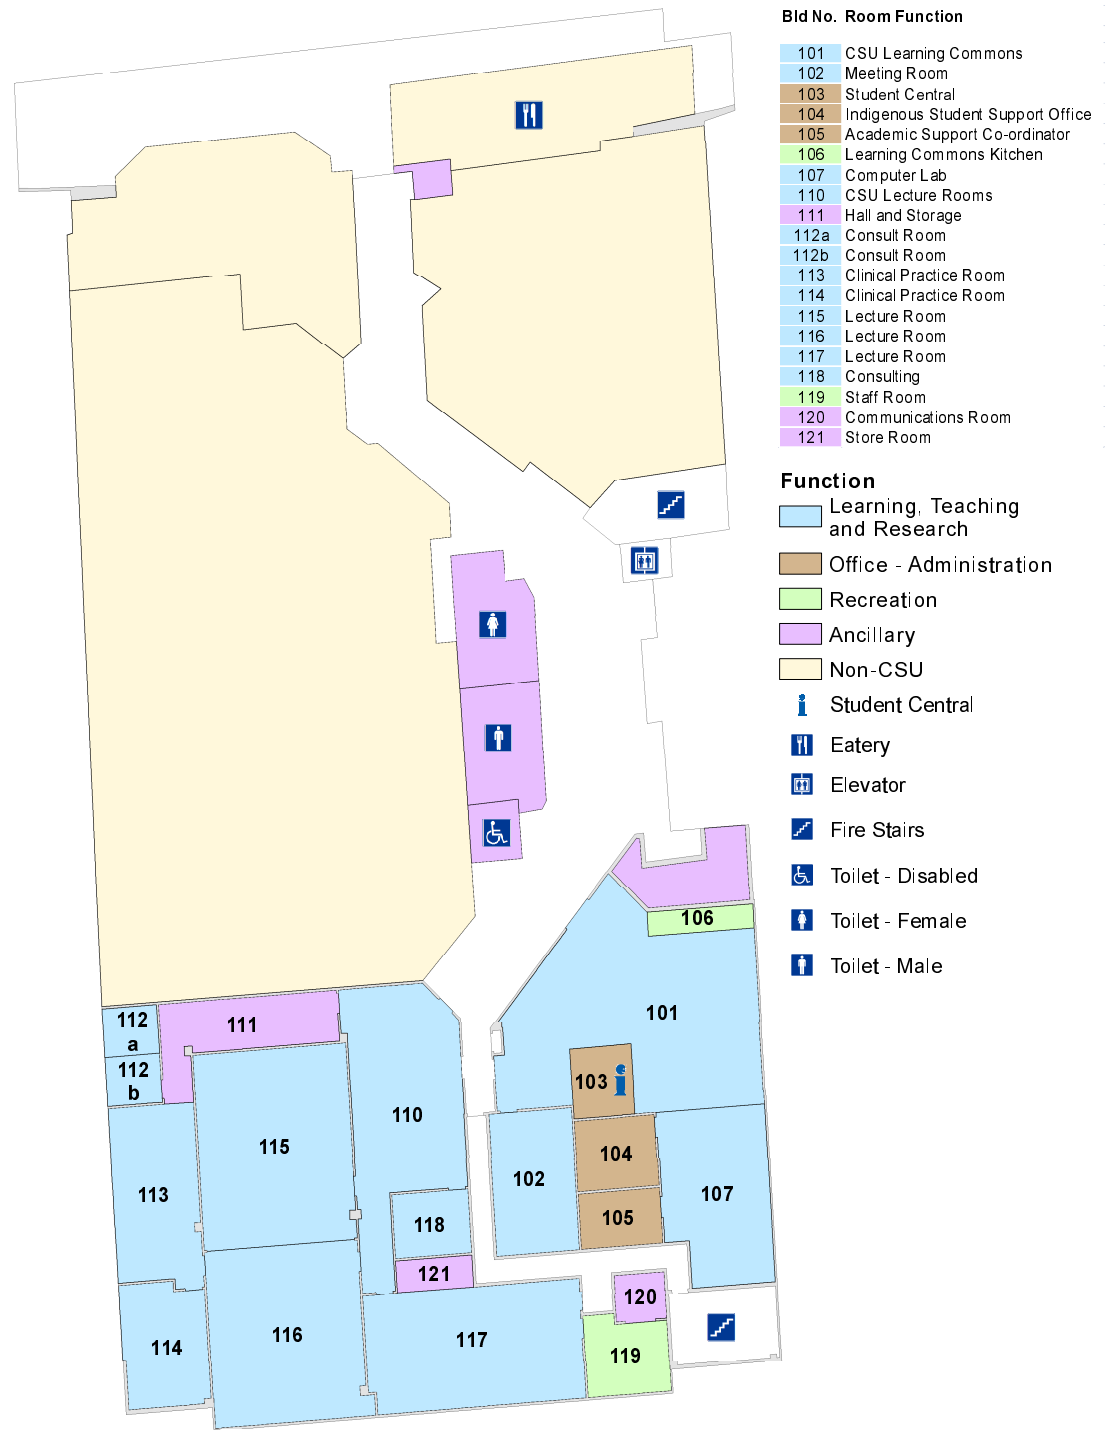 Bld No. Room Function
101 CSU Learning Commons
102 Meeting Room
103 Student Central
104 Indigenous Student Support Office
105 Academic Support Co-ordinator
106 Learning Commons Kitchen
107 Computer Lab
110 CSU Lecture Rooms
111 Hall and Storage
112a Consult Room
112b Consult Room
113 Clinical Practice Room
114 Clinical Practice Room
115 Lecture Room
116 Lecture Room
117 Lecture Room
118 Consulting
119 Staff Room
120 Communications Room
121 Store Room
Function
Learning, Teaching
and Research
Office - Administration
Recreation
Ancillary
Non-CSU
Student Central
Eatery
Elevator
Fire Stairs
Toilet - Disabled
Toilet - Female
Toilet - Male
106
101
112
a
111
112
b
103
110
115
104
102
113
107
105
118
121
120
116
117
114
119